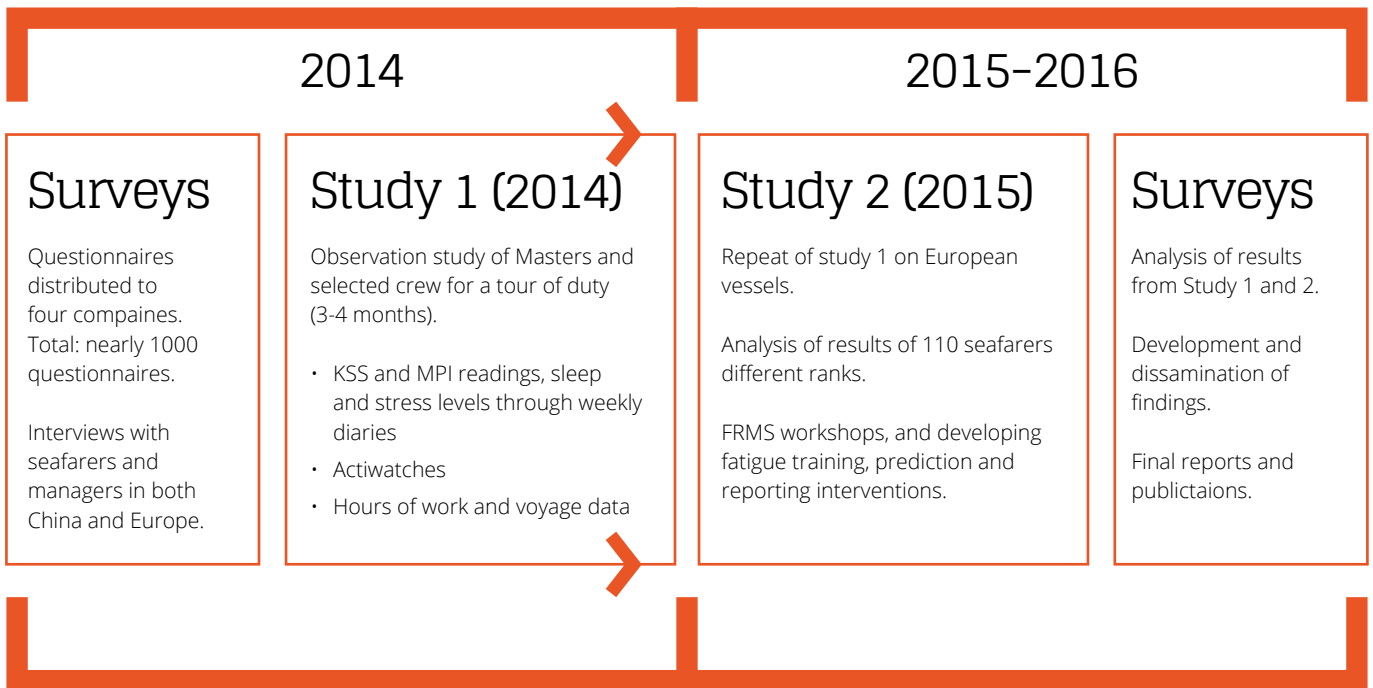 2014
2015–2016
Surveys
Questionnaires
distributed to
four compaines.
Total: nearly 1000
questionnaires.
Interviews with
seafarers and
managers in both
China and Europe.
Study 1 (2014)
Observation study of Masters and
selected crew for a tour of duty
(3-4 months).
• KSS and MPI readings, sleep
and stress levels through weekly
diaries
• Actiwatches
• Hours of work and voyage data
Study 2 (2015)
Repeat of study 1 on European
vessels.
Analysis of results of 110 seafarers
different ranks.
FRMS workshops, and developing
fatigue training, prediction and
reporting interventions.
Surveys
Analysis of results
from Study 1 and 2.
Development and
dissamination of
findings.
Final reports and
publictaions.